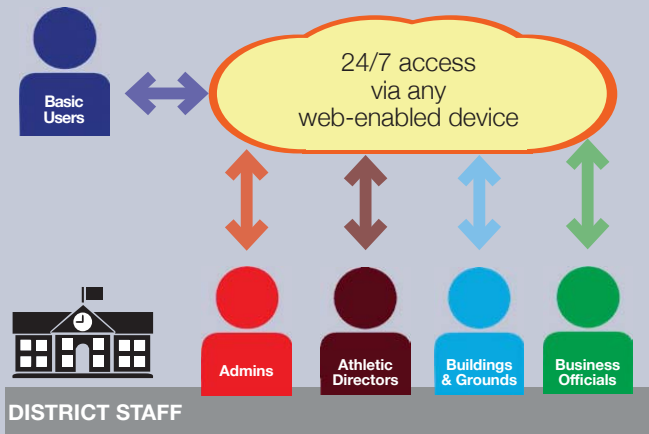 24/7 access
via any
web-enabled device
Basic
Users
Admins
Athletic
Directors
Buildings
& Grounds
Business
Officials
DISTRICT STAFF